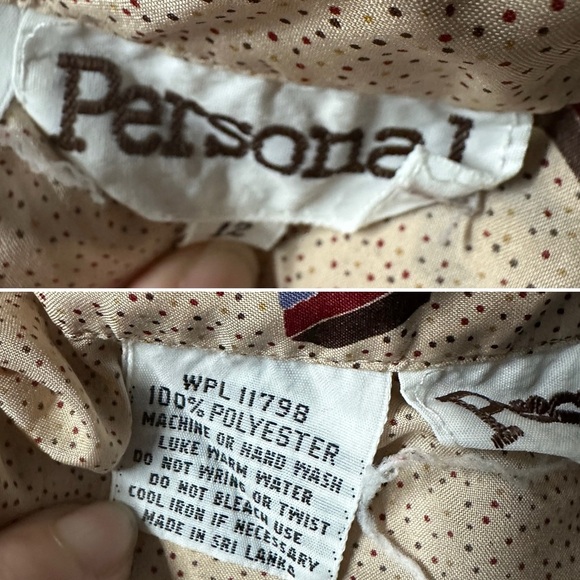 Personal
12
WPL 11798
100% POLYESTER
MACHINE OR HAND WASH
LUKE WARM WATER
DO NOT WRING OR TWIST
DO NOT BLEACH USE
COOL IRON IF NECESSARY
MADE IN SRI LANKA